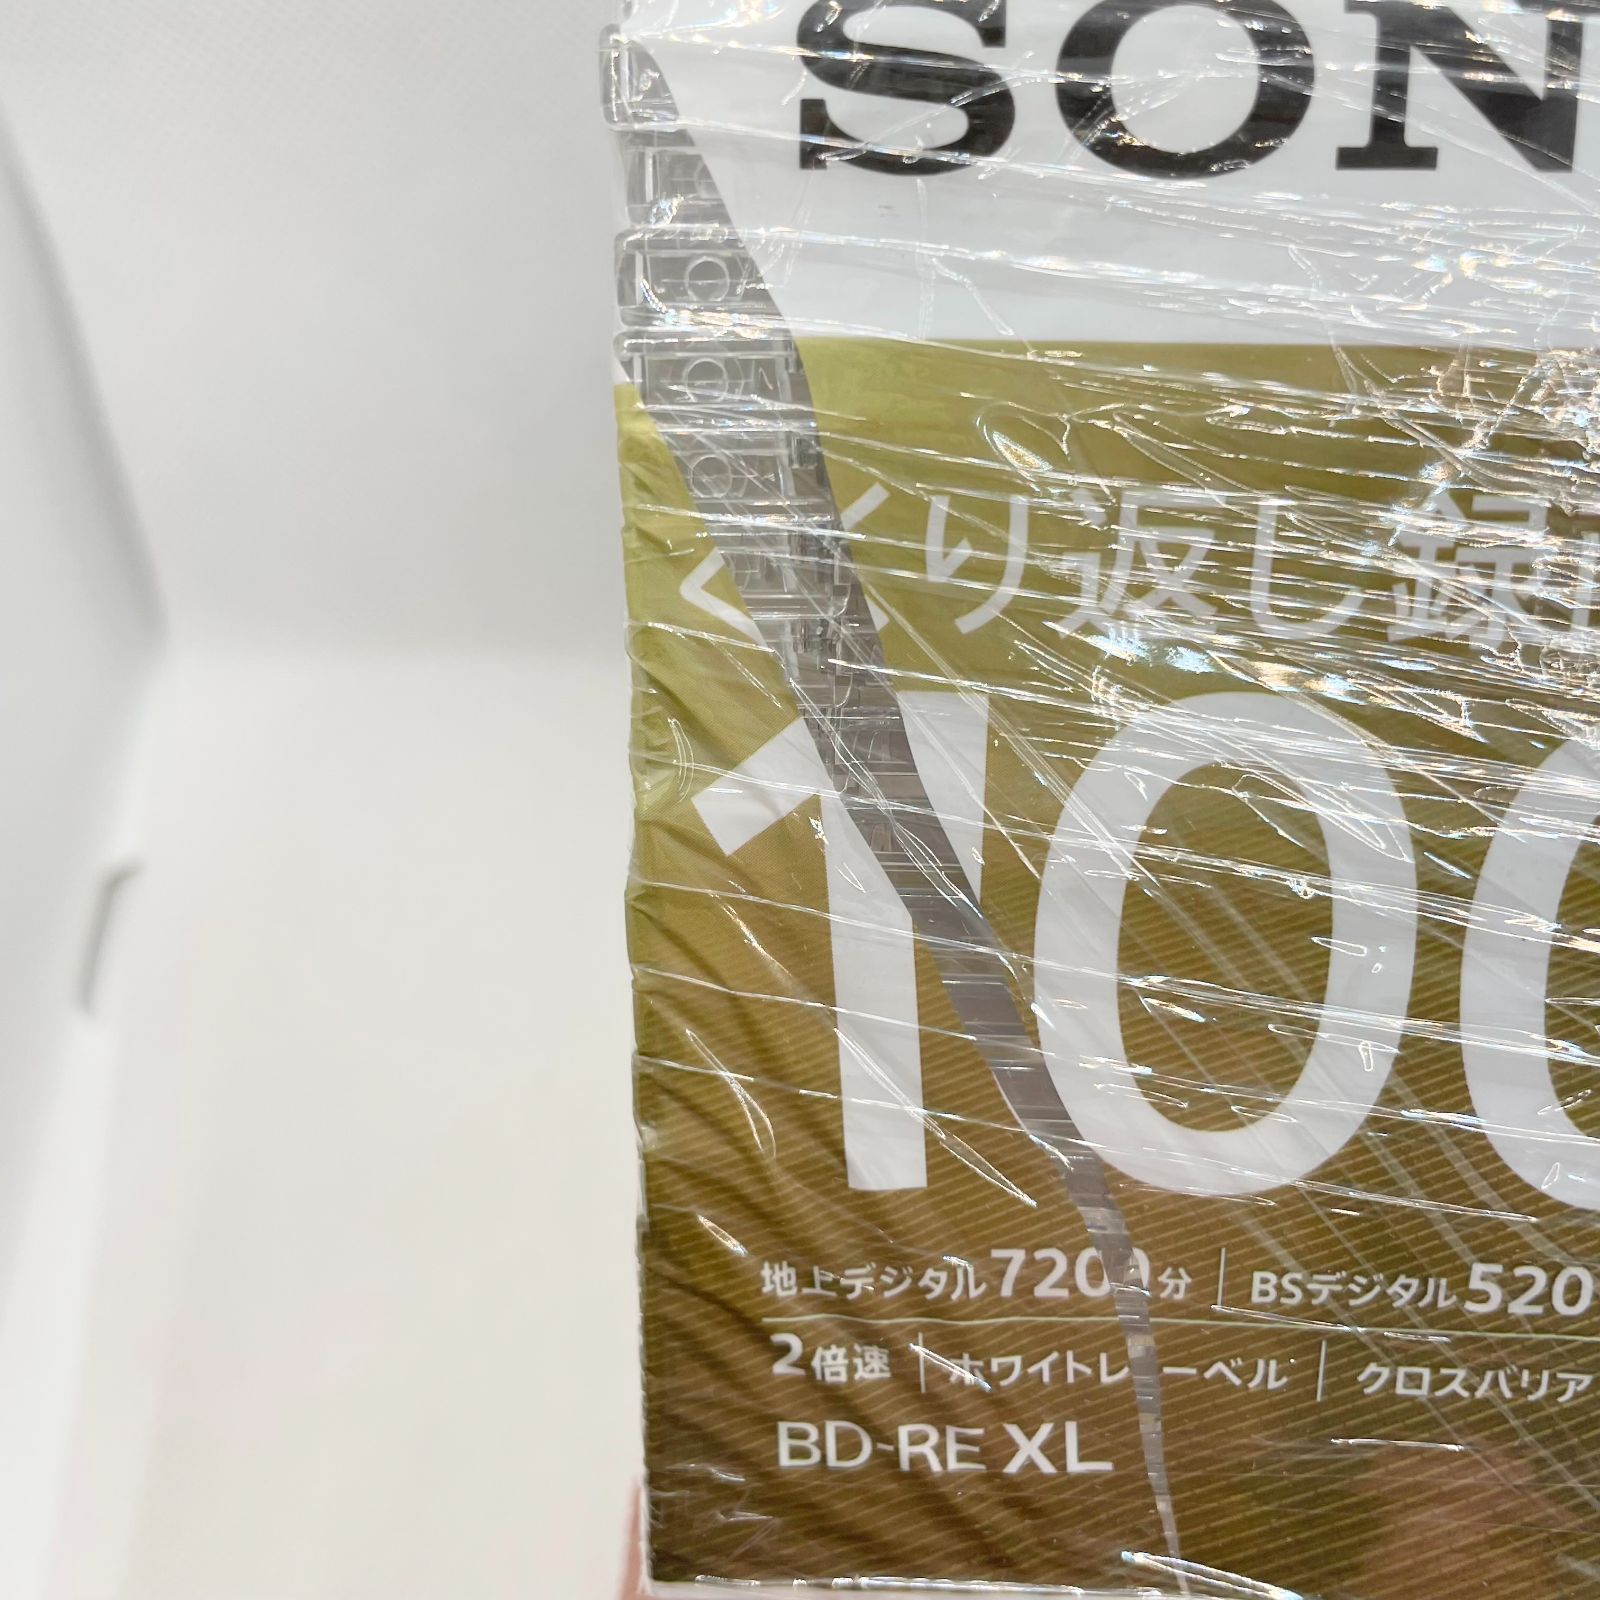 SON
くり返し録
100
地上デジタル7200分 | BSデジタル520
2倍速 | ホワイトレーベル | クロスバリア
BD-RE XL